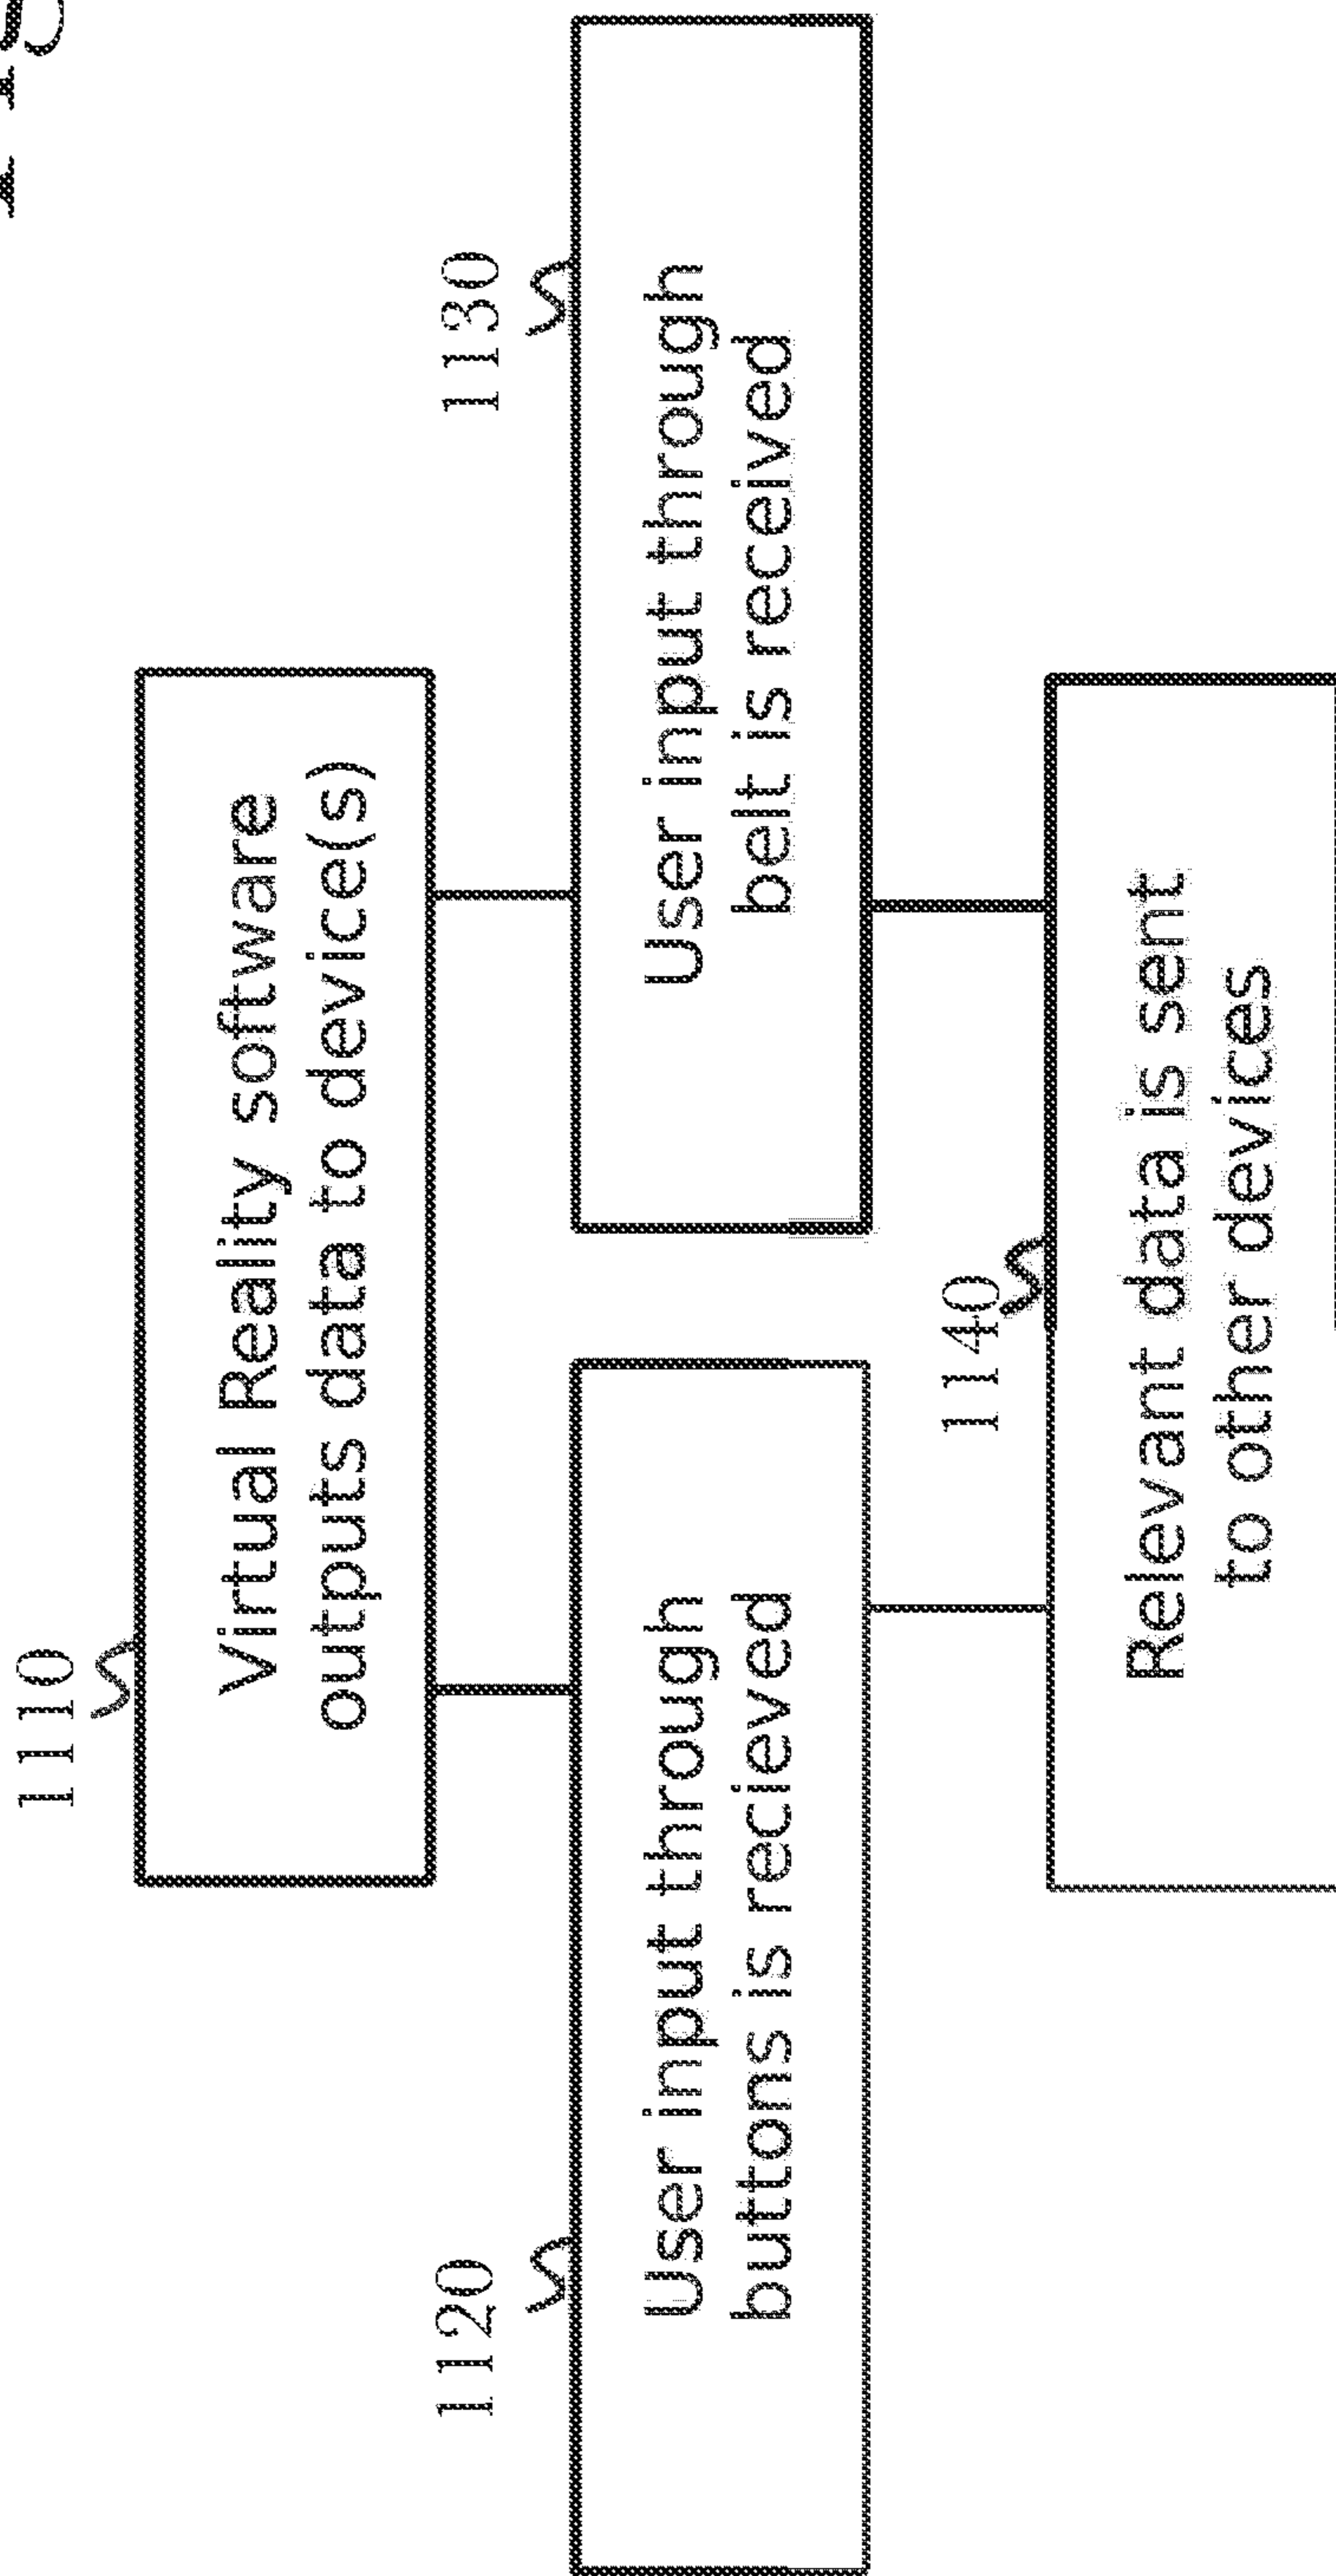 1110
Virtual Reality software
outputs data to device(s)
1120
User input through
buttons is recieved
1130
User input through
belt is received
1140
Relevant data is sent
to other devices